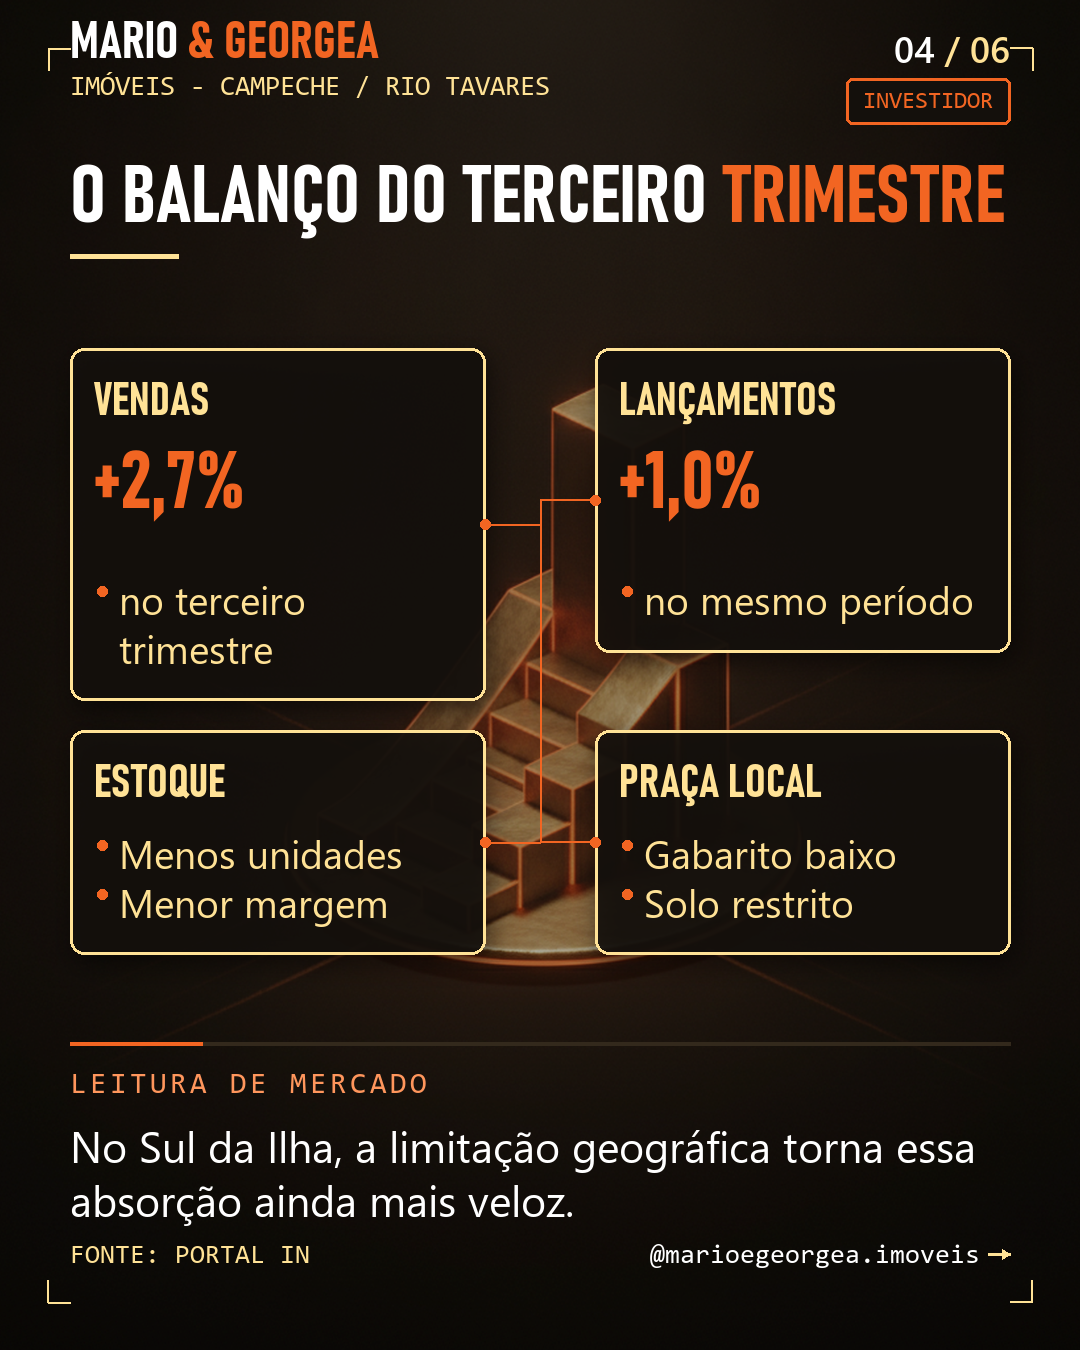 MARIO & GEORGEA
IMÓVEIS - CAMPECHE / RIO TAVARES
04 / 06
INVESTIDOR
O BALANÇO DO TERCEIRO TRIMESTRE
VENDAS
+2,7%
no terceiro
trimestre
LANÇAMENTOS
+1,0%
no mesmo período
ESTOQUE
Menos unidades
Menor margem
PRAÇA LOCAL
Gabarito baixo
Solo restrito
LEITURA DE MERCADO
No Sul da Ilha, a limitação geográfica torna essa
absorção ainda mais veloz.
FONTE: PORTAL IN
@marioegeorgea.imoveis